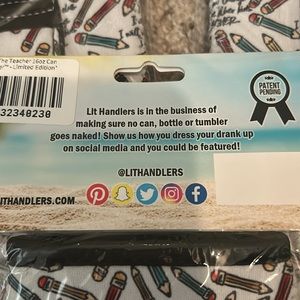 The Teacher 16oz Can
- Limited Edition*
32340230
PATENT
PENDING
Lit Handlers is in the business of
making sure no can, bottle or tumbler
goes naked! Show us how you dress your drank up
on social media and you could be featured!
@LITHANDLERS
.ITHANDLERS.COM